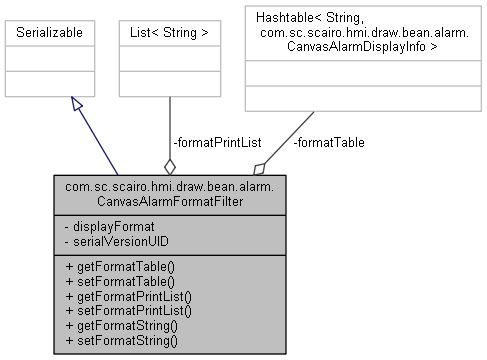 Serializable
List< String >
Hashtable< String,
com.sc.scairo.hmi.draw.bean.alarm.
CanvasAlarmDisplayInfo >
-formatPrintList
-formatTable
com.sc.scairo.hmi.draw.bean.alarm.
CanvasAlarmFormatFilter
- displayFormat
- serialVersionUID
+ getFormatTable()
+ setFormatTable()
+ getFormatPrintList()
+ setFormatPrintList()
+ getFormatString()
+ setFormatString()